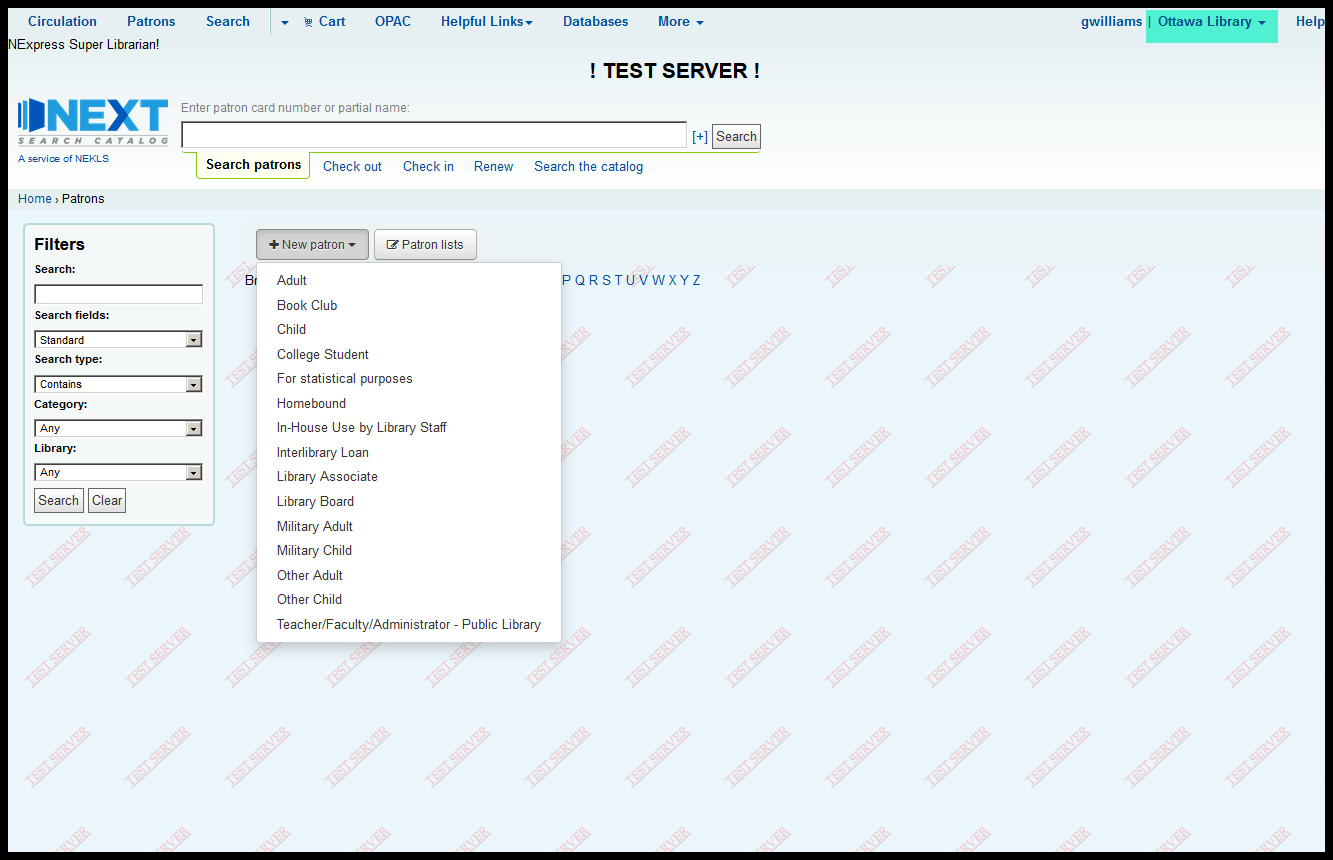 Circulation Patrons Search Cart OPAC Helpful Links Databases More gwilliams | Ottawa Library Help
NExpress Super Librarian!
! TEST SERVER !
NEXT
SEARCH CATALOG
A service of NEKLS
Enter patron card number or partial name:
[+] Search
Search patrons Check out Check in Renew Search the catalog
Home › Patrons
Filters
Search:
Search fields:
Standard
Search type:
Contains
Category:
Any
Library:
Any
Search Clear
New patron Patron lists
P Q R S T U V W X Y Z
Adult
Book Club
Child
College Student
For statistical purposes
Homebound
In-House Use by Library Staff
Interlibrary Loan
Library Associate
Library Board
Military Adult
Military Child
Other Adult
Other Child
Teacher/Faculty/Administrator - Public Library
TEST SERVER